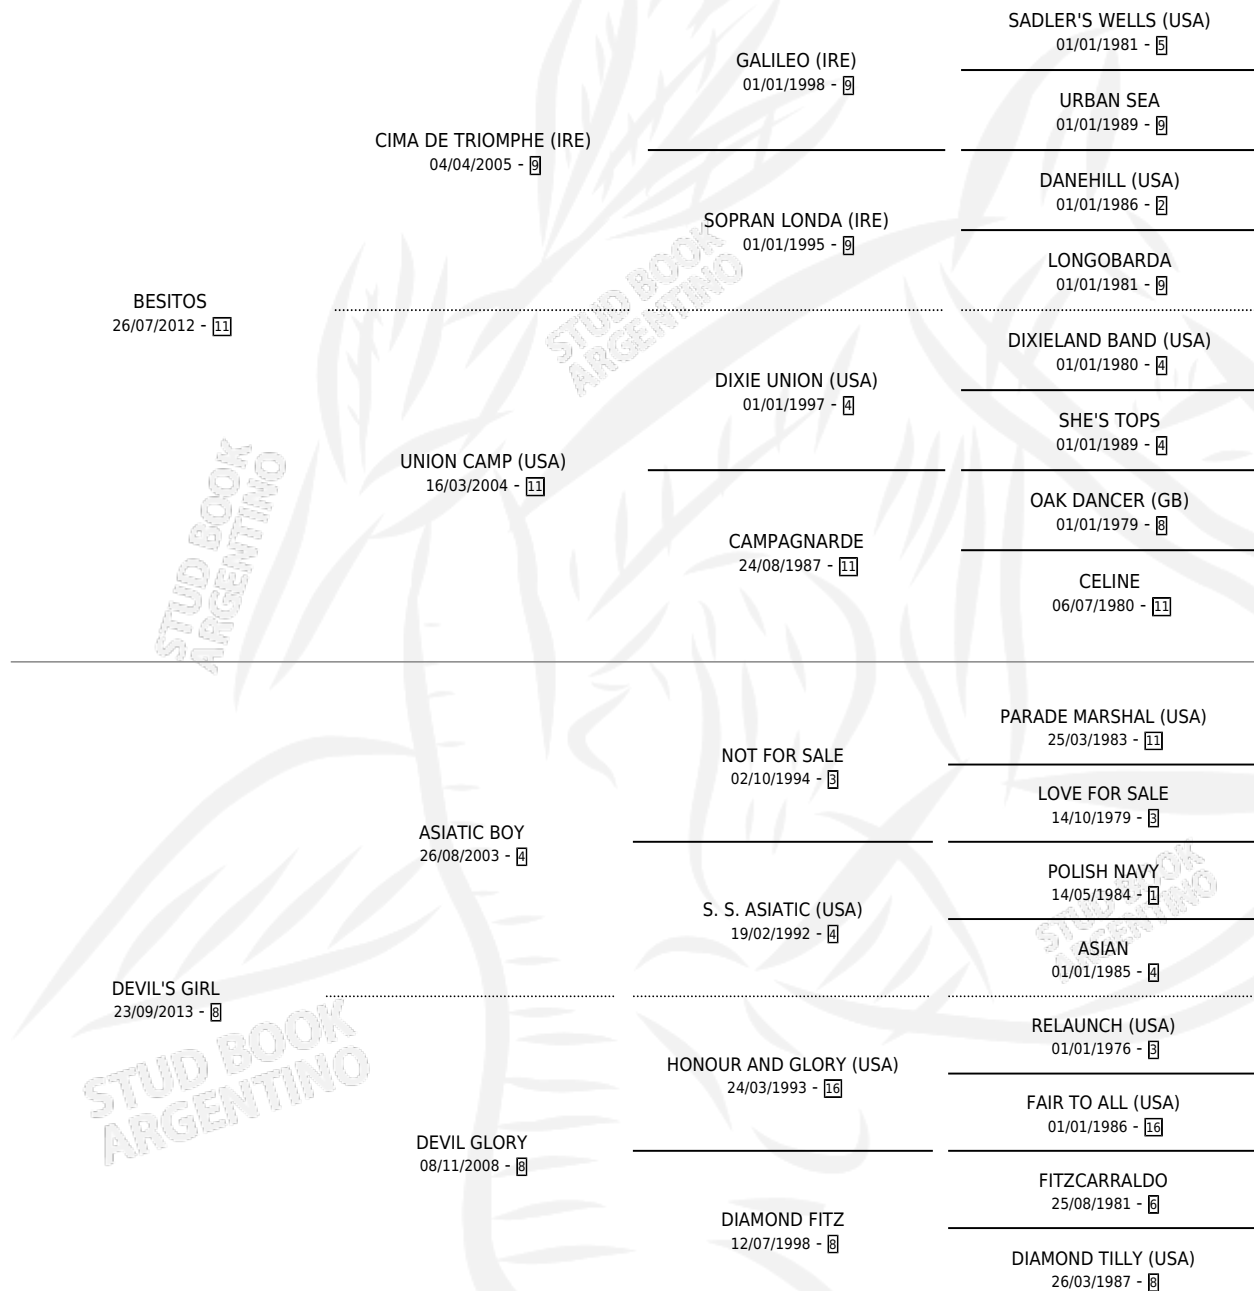 SADLER'S WELLS (USA)
01/01/1981 - 5
GALILEO (IRE)
01/01/1998 - 9
URBAN SEA
01/01/1989 - 9
CIMA DE TRIOMPHE (IRE)
04/04/2005 - 9
DANEHILL (USA)
01/01/1986 - 2
SOPRAN LONDA (IRE)
01/01/1995 - 9
LONGOBARDA
01/01/1981 - 9
BESITOS
26/07/2012 - 11
DIXIELAND BAND (USA)
01/01/1980 - 4
DIXIE UNION (USA)
01/01/1997 - 4
SHE'S TOPS
01/01/1989 - 4
UNION CAMP (USA)
16/03/2004 - 11
OAK DANCER (GB)
01/01/1979 - 8
CAMPAGNARDE
24/08/1987 - 11
CELINE
06/07/1980 - 11
PARADE MARSHAL (USA)
25/03/1983 - 11
NOT FOR SALE
02/10/1994 - 3
LOVE FOR SALE
14/10/1979 - 3
ASIATIC BOY
26/08/2003 - 4
POLISH NAVY
14/05/1984 - 1
S. S. ASIATIC (USA)
19/02/1992 - 4
ASIAN
01/01/1985 - 4
DEVIL'S GIRL
23/09/2013 - 8
RELAUNCH (USA)
01/01/1976 - 3
HONOUR AND GLORY (USA)
24/03/1993 - 16
FAIR TO ALL (USA)
01/01/1986 - 16
DEVIL GLORY
08/11/2008 - 8
FITZCARRALDO
25/08/1981 - 6
DIAMOND FITZ
12/07/1998 - 8
DIAMOND TILLY (USA)
26/03/1987 - 8
STUD BOOK
ARGENTINO
STUD BOOK
ARGENTINO
STUD BOOK
ARGENTINO
STUD BOOK
ARGENTINO